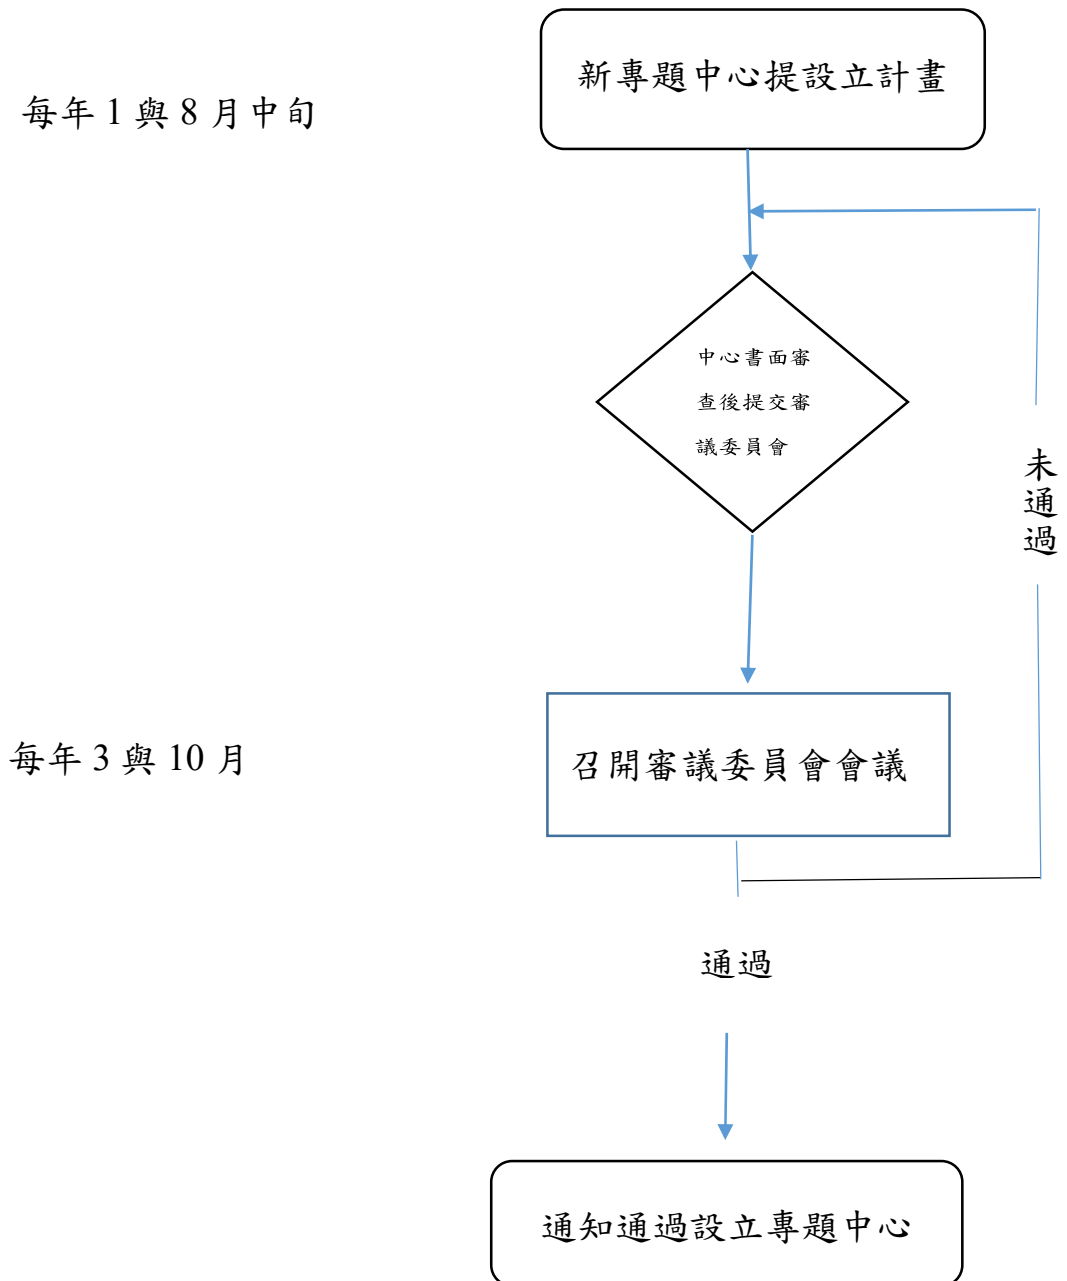 新專題中心提設立計畫
每年 1 與 8 月中旬
中心書面審
查後提交審
議委員會
未通過
每年 3 與 10 月
召開審議委員會會議
通過
通知通過設立專題中心